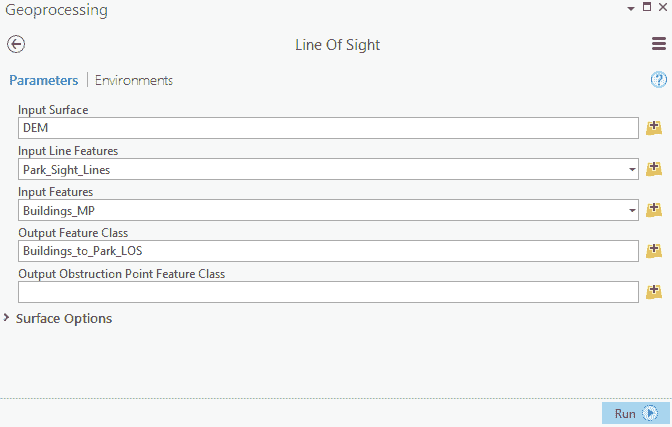 Geoprocessing
Line Of Sight
Parameters Environments
Input Surface
DEM
Input Line Features
Park_Sight_Lines
Input Features
Buildings_MP
Output Feature Class
Buildings_to_Park_LOS
Output Obstruction Point Feature Class
Surface Options
Run